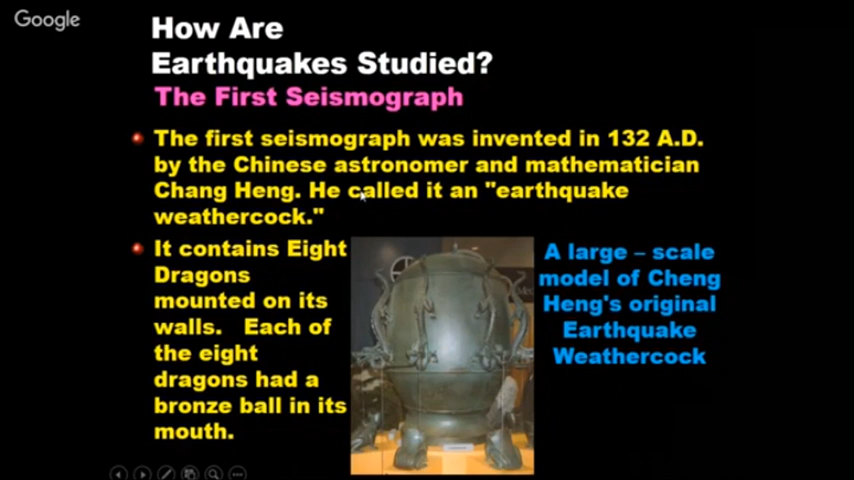 Google
How Are
Earthquakes Studied?
The First Seismograph
The first seismograph was invented in 132 A.D.
by the Chinese astronomer and mathematician
Chang Heng. He called it an "earthquake
weathercock."
It contains Eight
Dragons
mounted on its
walls. Each of
the eight
dragons had a
bronze ball in its
mouth.
A large – scale
model of Cheng
Heng's original
Earthquake
Weathercock